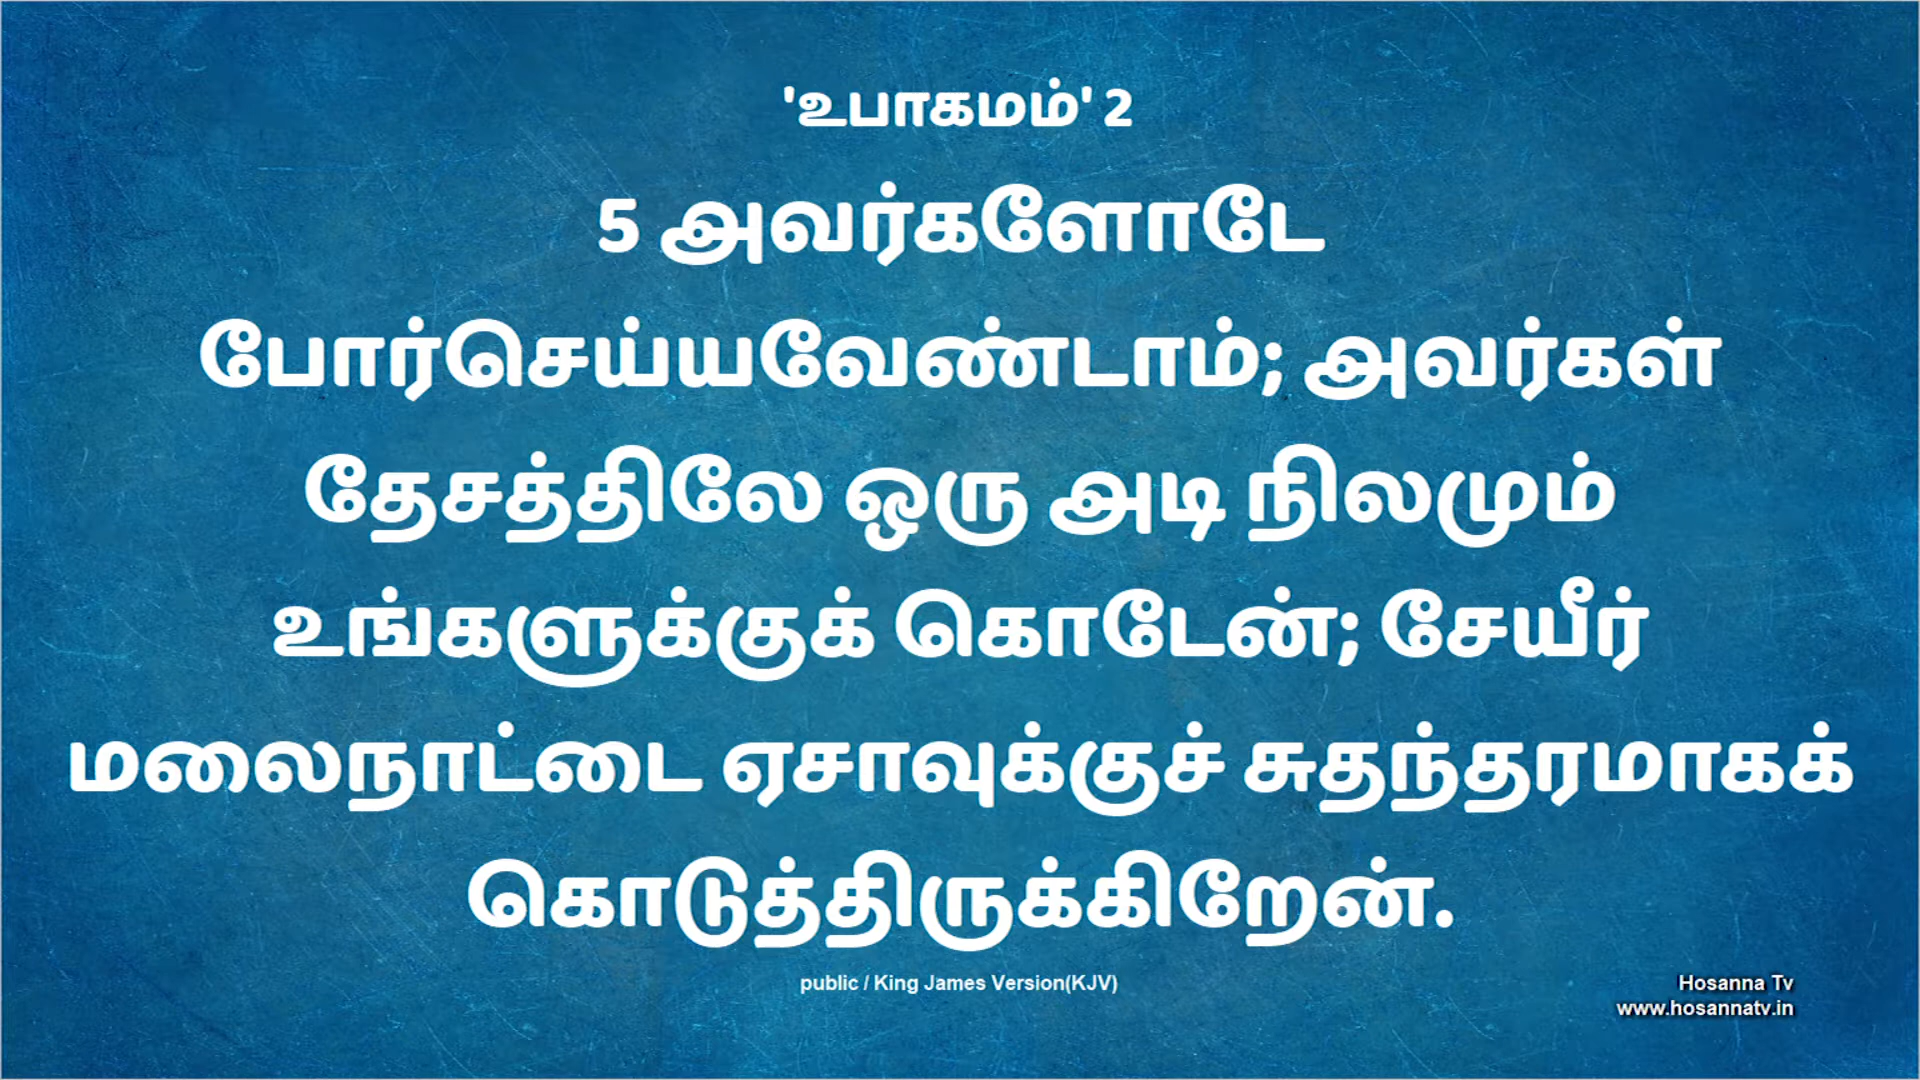 'உபாகமம்' 2
5 அவர்களோடே
போர்செய்யவேண்டாம்; அவர்கள்
தேசத்திலே ஒரு அடி நிலமும்
உங்களுக்குக் கொடேன்; சேயீர்
மலைநாட்டை ஏசாவுக்குச் சுதந்தரமாகக்
கொடுத்திருக்கிறேன்.
public / King James Version(KJV)
Hosanna Tv
www.hosannatv.in